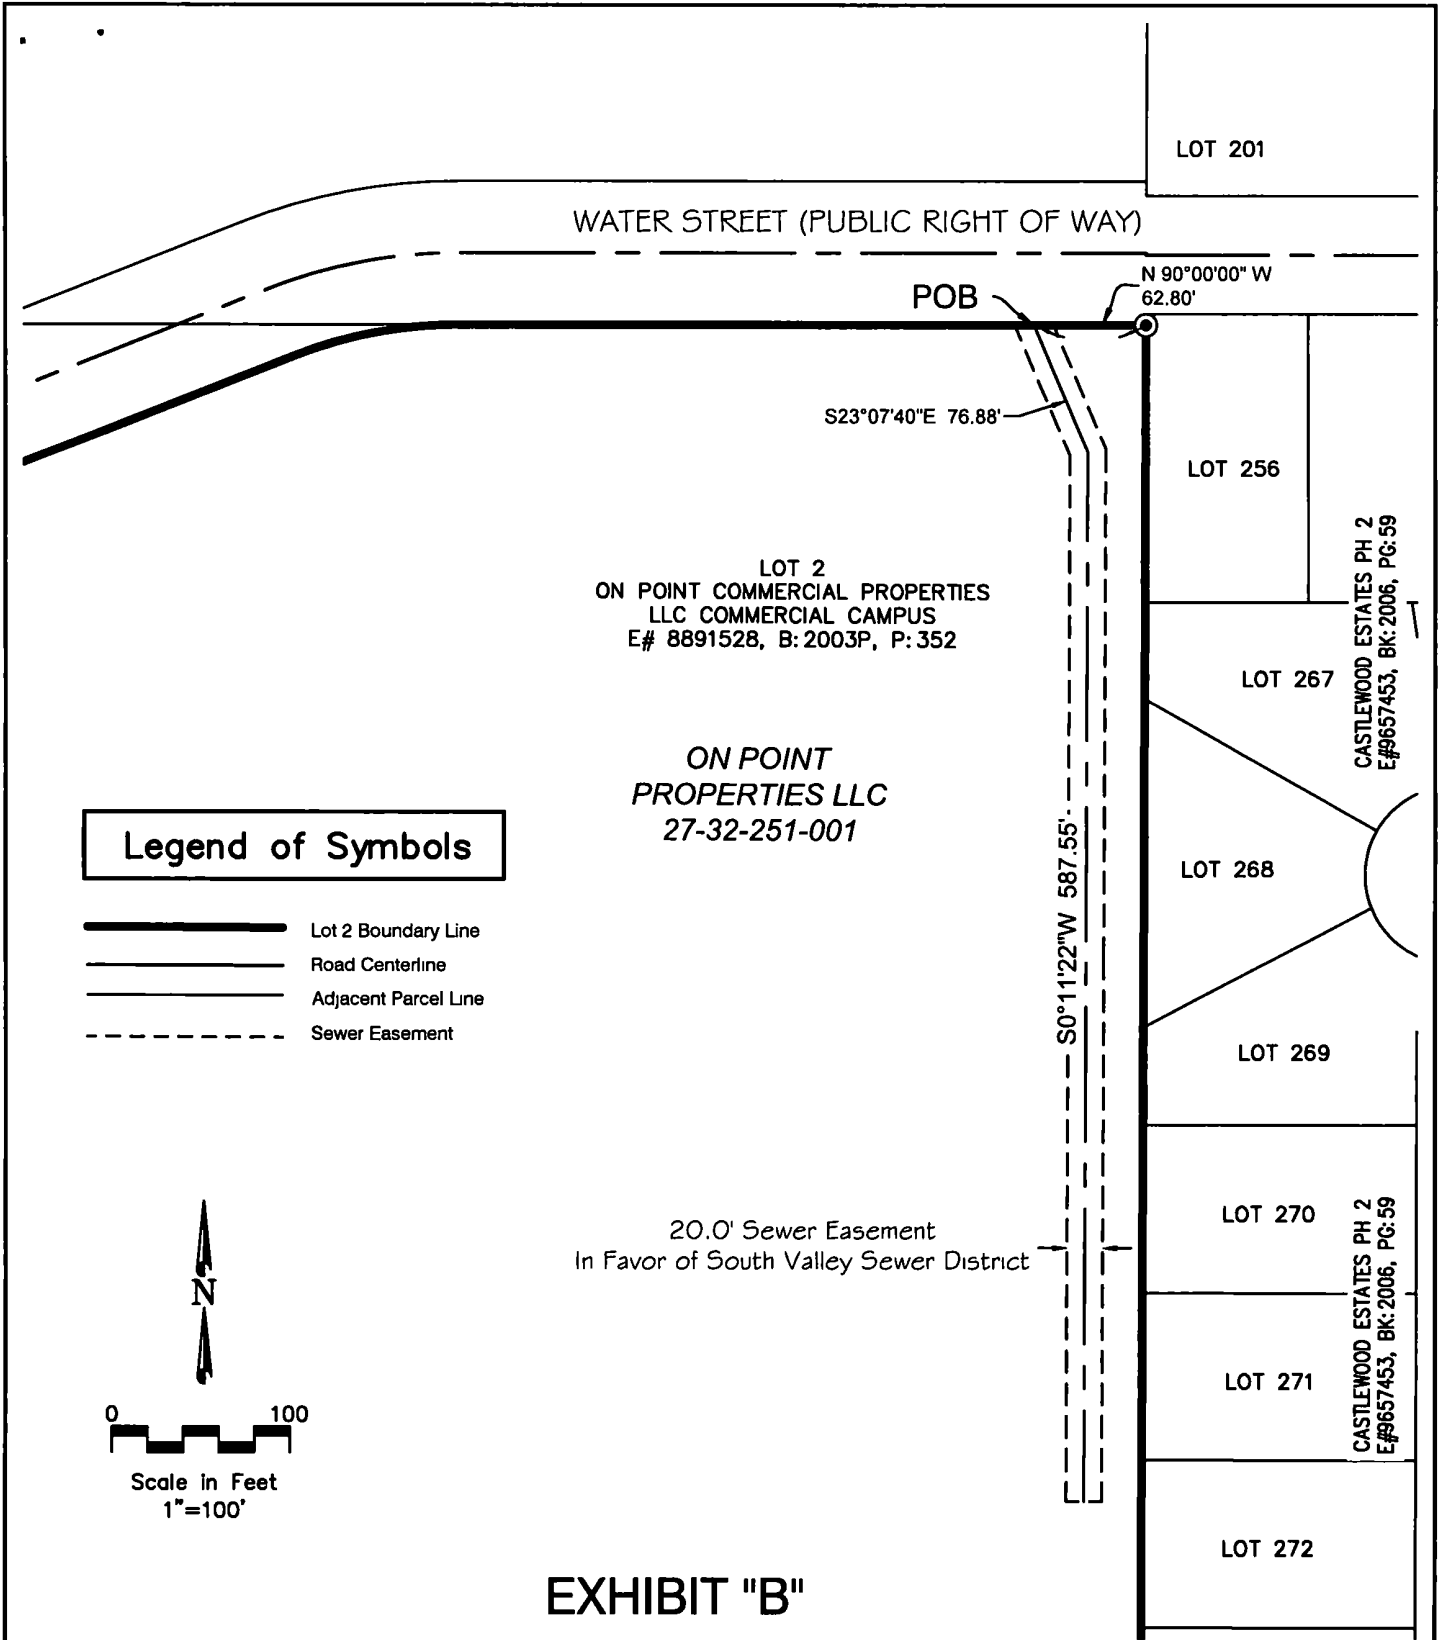 LOT 201
WATER STREET (PUBLIC RIGHT OF WAY)
N 90°00'00" W
62.80'
POB
S23°07'40"E 76.88'
LOT 256
CASTLEWOOD ESTATES PH 2
E#9657453, BK:2006, PG:59
LOT 2
ON POINT COMMERCIAL PROPERTIES
LLC COMMERCIAL CAMPUS
E# 8891528, B:2003P, P:352
LOT 267
ON POINT
PROPERTIES LLC
27-32-251-001
Legend of Symbols
S0°11'22"W 587.55'
LOT 268
Lot 2 Boundary Line
Road Centerline
Adjacent Parcel Line
Sewer Easement
LOT 269
20.0' Sewer Easement
In Favor of South Valley Sewer District
LOT 270
CASTLEWOOD ESTATES PH 2
E#9657453, BK:2006, PG:59
N
LOT 271
0 100
Scale in Feet
1"=100'
LOT 272
EXHIBIT "B"